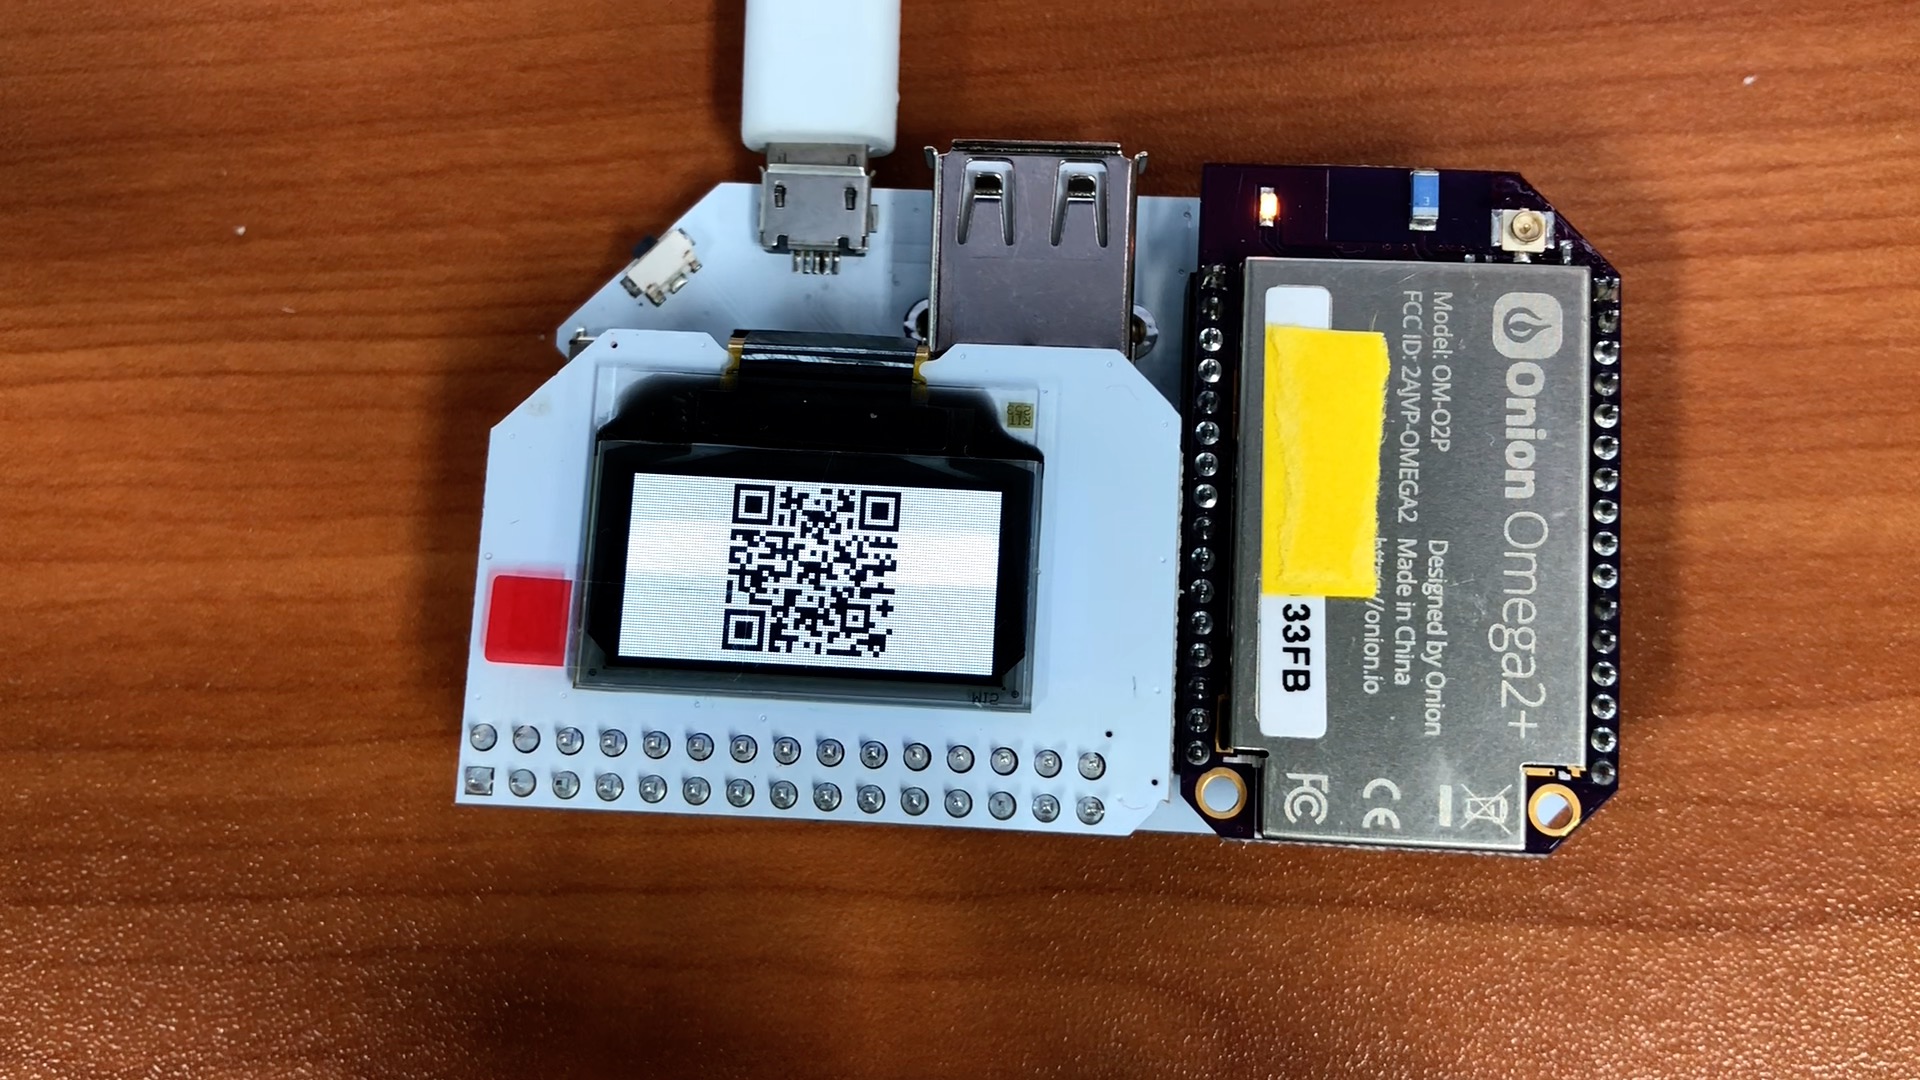 Onion Omega2+
Model: OM-O2P
Designed by Onion
FCC ID: 2AJVP-OMEGA2
Made in China
//onion.io
33FB
FC
CE